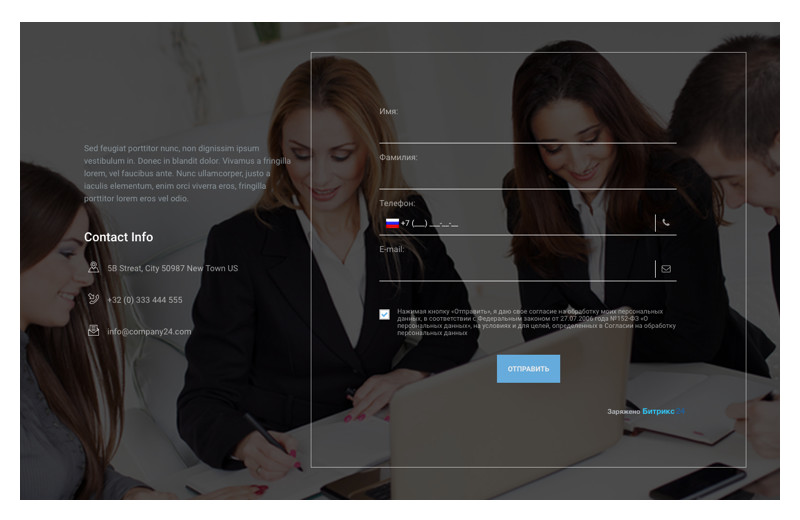 Sed feugiat porttitor nunc, non dignissim ipsum
vestibulum in. Donec in blandit dolor. Vivamus a fringilla
lorem, vel faucibus ante. Nunc ullamcorper, justo a
iaculis elementum, enim orci viverra eros, fringilla
porttitor lorem eros vel odio.
Contact Info
5B Streat, City 50987 New Town US
+32 (0) 333 444 555
info@company24.com
Имя:
Фамилия:
Телефон:
+7 (___) ___-__-__
E-mail:
Нажимая кнопку «Отправить», я даю свое согласие на обработку моих персональных
данных, в соответствии с Федеральным законом от 27.07.2006 года №152-ФЗ «О
персональных данных», на условиях и для целей, определенных в Согласии на обработку
персональных данных
ОТПРАВИТЬ
Заряжено Битрикс24